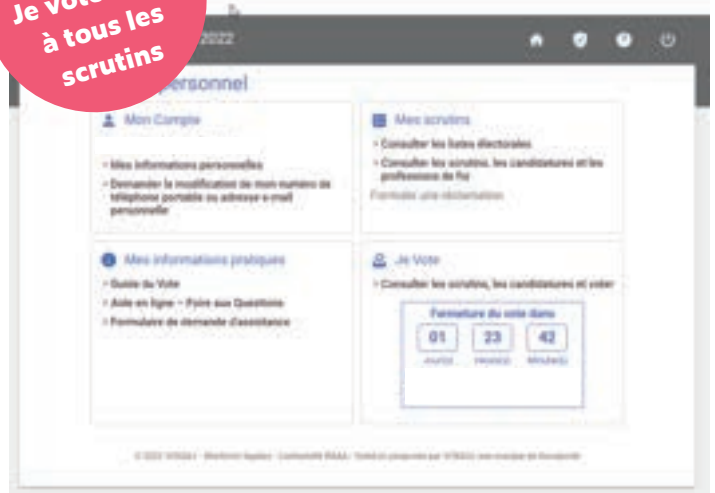 Je vote
à tous les
scrutins
2022
personnel
Mon Compte
› Mes informations personnelles
› Demander la modification de mon numéro de
téléphone portable ou adresse e-mail
personnelle
Mes scrutins
› Consulter les listes électorales
› Consulter les scrutins, les candidatures et les
professions de foi
Formuler une réclamation
Mes informations pratiques
› Guide du Vote
› Aide en ligne – Foire aux Questions
› Formulaire de demande d'assistance
Je Vote
› Consulter les scrutins, les candidatures et voter
Fermeture du vote dans
01 23 42
Jour(s) Heure(s) Minute(s)